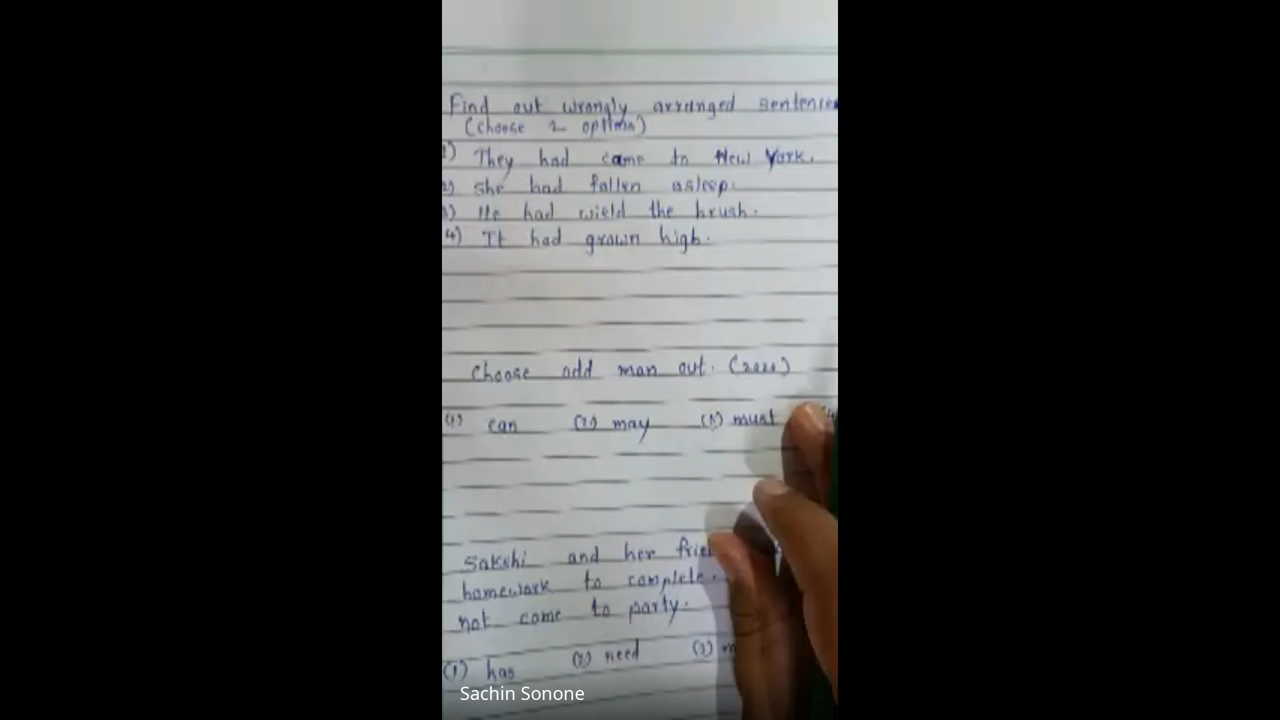 Find out wrongly arranged sentences
(choose 2 options)
1) They had came to New York.
2) she had fallen asleep.
3) He had wield the brush.
(4) It had grown high.
Choose odd man out.
(1) can (2) may (3) must
Sakshi and her
homework to complete.
not come to party.
(1) has (2) need (3)
Sachin Sonone